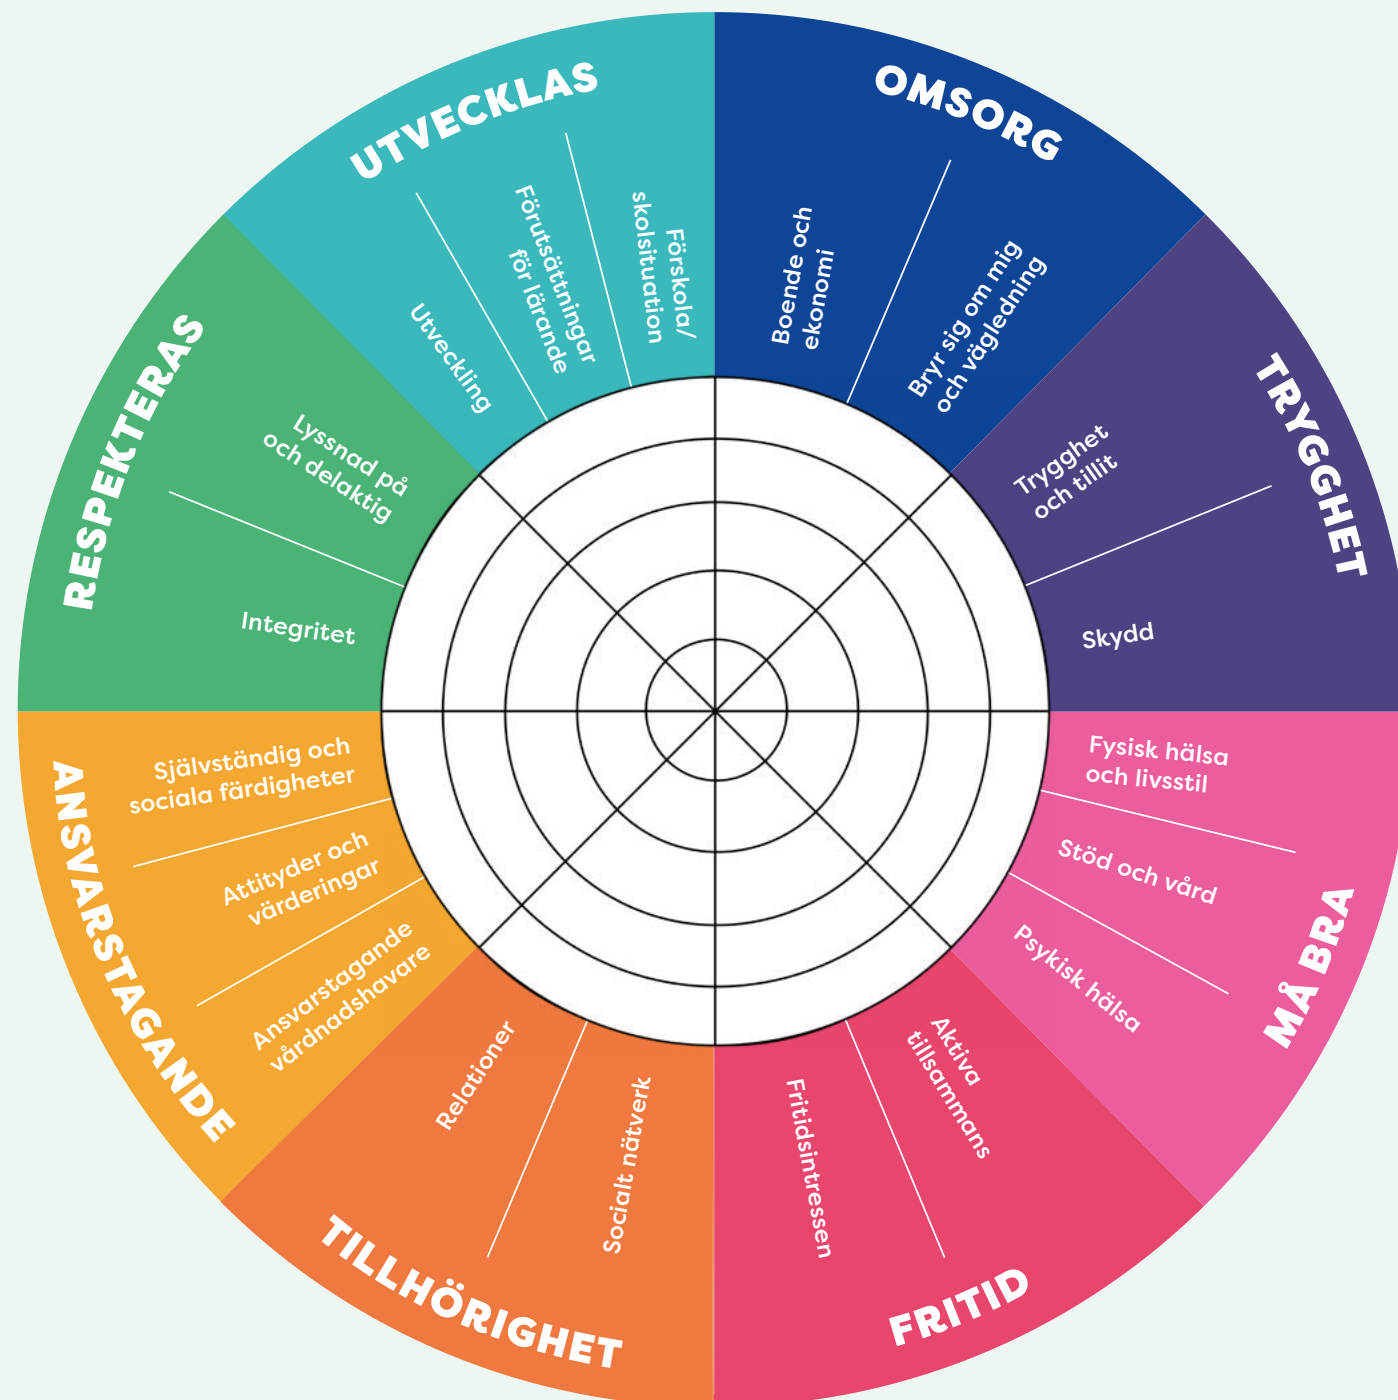 OMSORG
Boende och
ekonomi
Bryr sig om mig
och vägledning
TRYGGHET
Trygghet
och tillit
Skydd
MÅ BRA
Fysisk hälsa
och livsstil
Stöd och vård
Psykisk hälsa
FRITID
Aktiva
tillsammans
Fritidsintressen
TILLHÖRIGHET
Socialt nätverk
Relationer
ANSVARSTAGANDE
Ansvarstagande
vårdnadshavare
Attityder och
värderingar
Självständig och
sociala färdigheter
RESPEKTERAS
Integritet
Lyssnad på
och delaktig
UTVECKLAS
Utveckling
Förutsättningar
för lärande
Förskola/
skolsituation